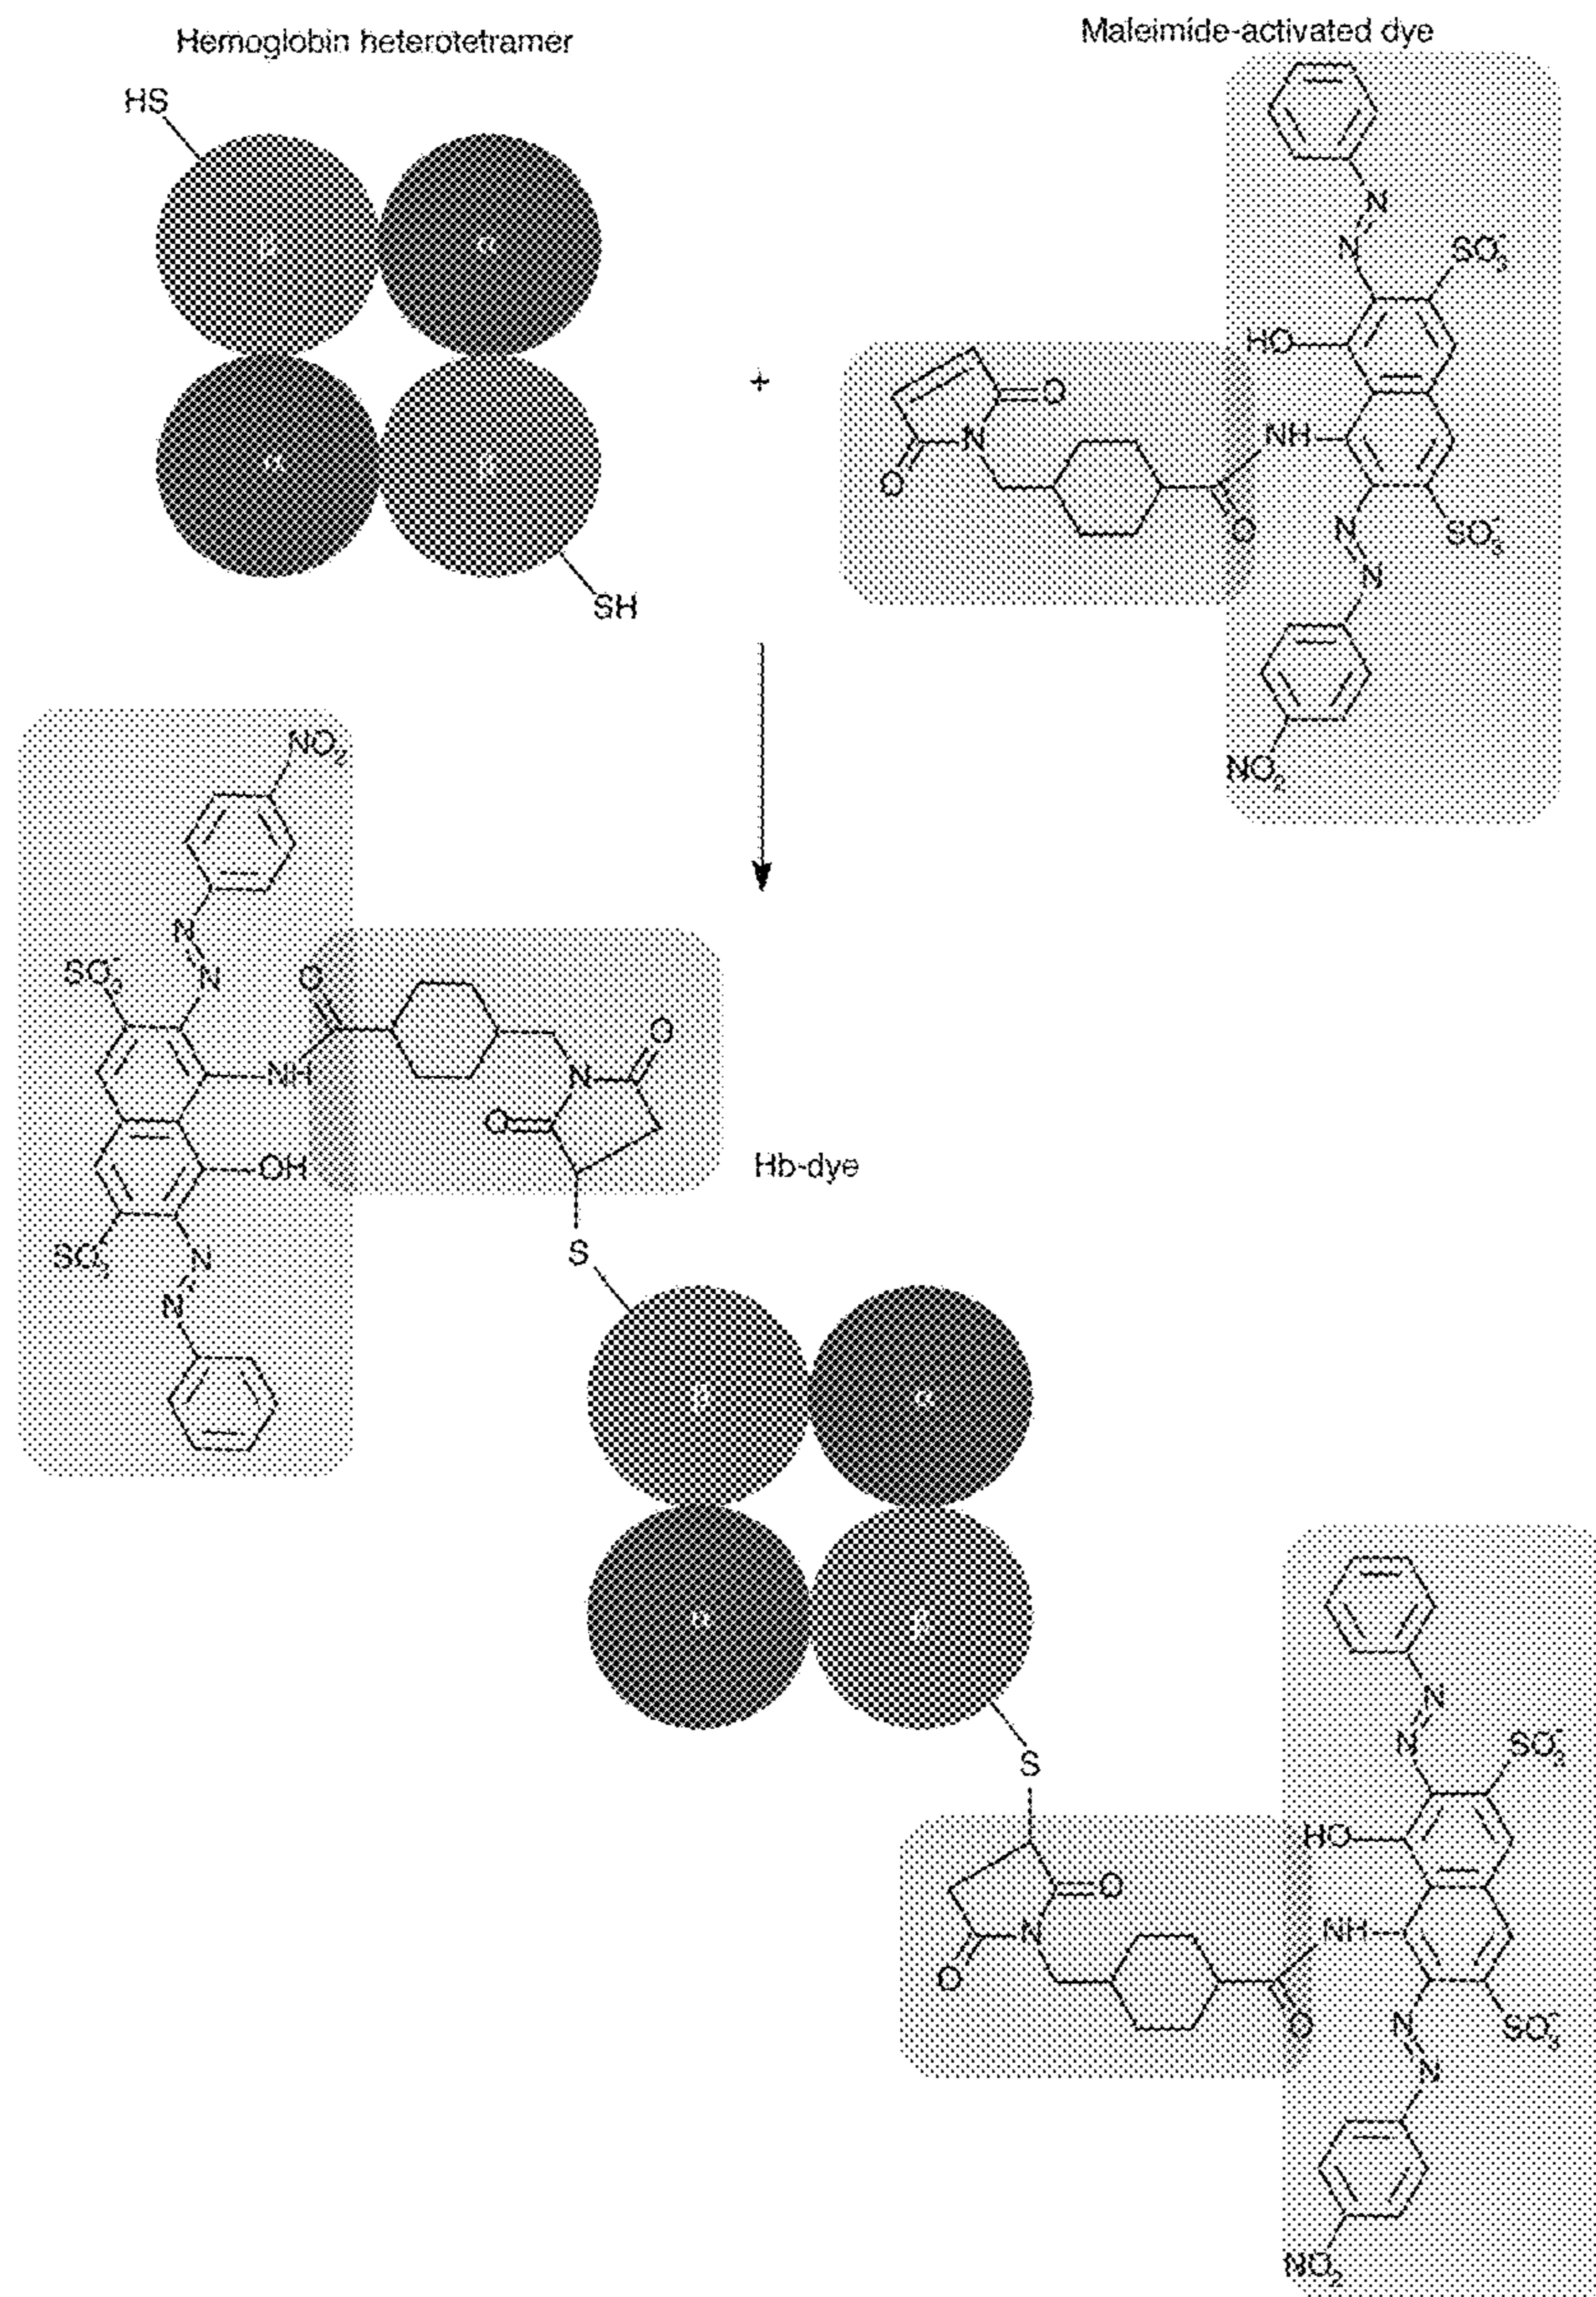 Hemoglobin heterotetramer
Maleimide-activated dye
HS
N
N
SO₃⁻
HO
+
O
N
NH
O
O
N
SO₃⁻
N
SH
NO₂
NO₂
N
SO₃⁻
N
O
O
N
NH
O
Hb-dye
OH
S
SO₃⁻
N
N
N
S
N
SO₃⁻
HO
O
N
NH
O
O
N
SO₃⁻
N
NO₂